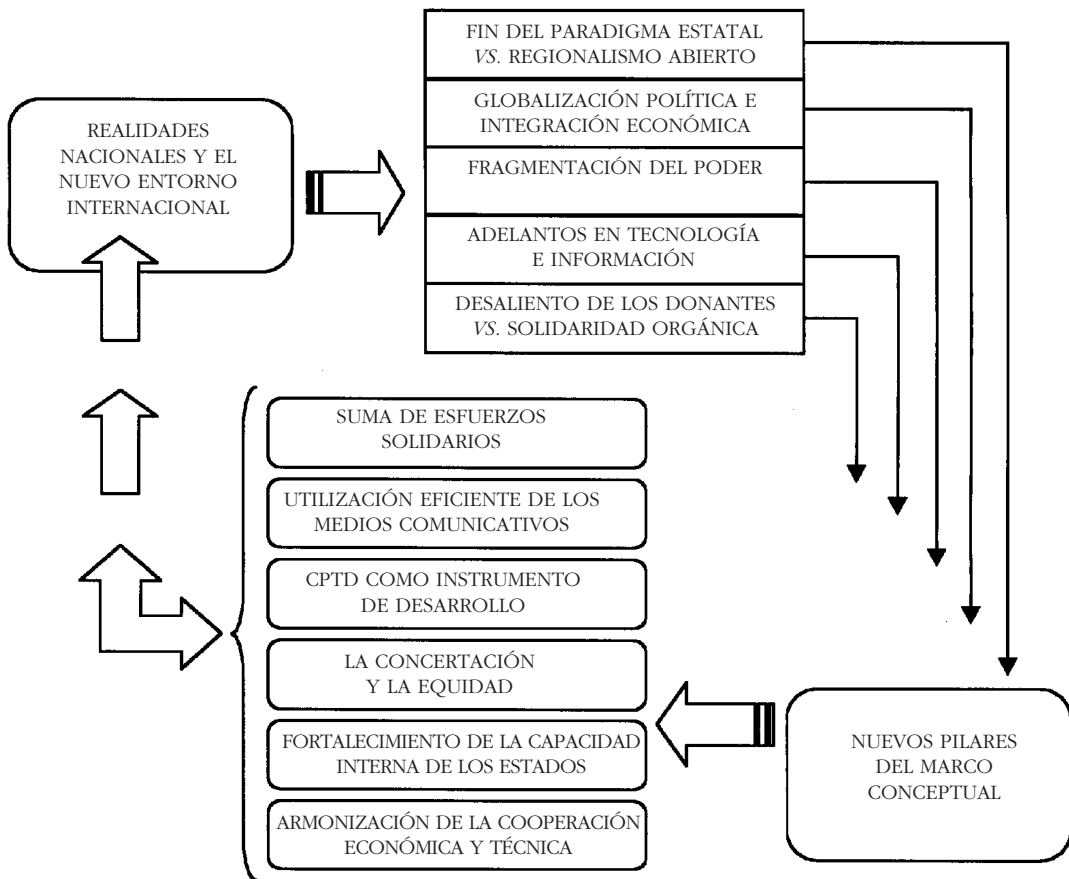 REALIDADES
NACIONALES Y EL
NUEVO ENTORNO
INTERNACIONAL
FIN DEL PARADIGMA ESTATAL
VS. REGIONALISMO ABIERTO
GLOBALIZACIÓN POLÍTICA E
INTEGRACIÓN ECONÓMICA
FRAGMENTACIÓN DEL PODER
ADELANTOS EN TECNOLOGÍA
E INFORMACIÓN
DESALIENTO DE LOS DONANTES
VS. SOLIDARIDAD ORGÁNICA
SUMA DE ESFUERZOS
SOLIDARIOS
UTILIZACIÓN EFICIENTE DE LOS
MEDIOS COMUNICATIVOS
CPTD COMO INSTRUMENTO
DE DESARROLLO
LA CONCERTACIÓN
Y LA EQUIDAD
FORTALECIMIENTO DE LA CAPACIDAD
INTERNA DE LOS ESTADOS
ARMONIZACIÓN DE LA COOPERACIÓN
ECONÓMICA Y TÉCNICA
NUEVOS PILARES
DEL MARCO
CONCEPTUAL